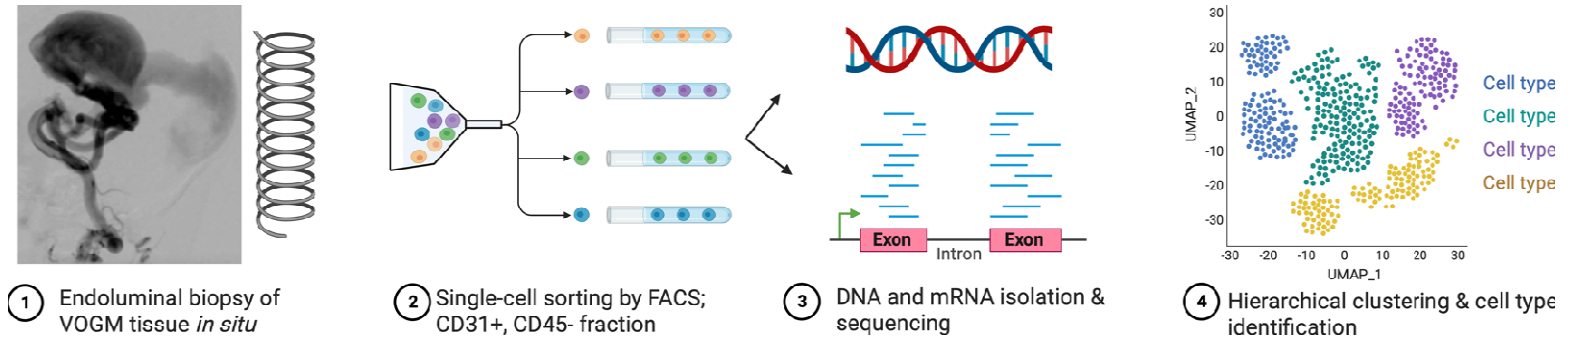 1
Endoluminal biopsy of
VOGM tissue in situ
2
Single-cell sorting by FACS;
CD31+, CD45- fraction
Exon
Intron
Exon
3
DNA and mRNA isolation &
sequencing
UMAP_2
30
20
10
0
-10
-20
-30
-30 -20 -10 0 10 20 30
UMAP_1
Cell type
Cell type
Cell type
Cell type
4
Hierarchical clustering & cell type
identification